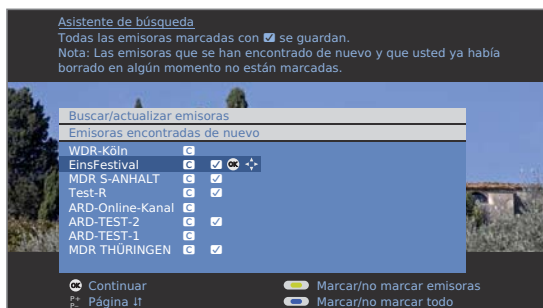 Asistente de búsqueda
Todas las emisoras marcadas con ☑ se guardan.
Nota: Las emisoras que se han encontrado de nuevo y que usted ya había
borrado en algún momento no están marcadas.
Buscar/actualizar emisoras
Emisoras encontradas de nuevo
WDR-Köln C
EinsFestival C ☑ OK
MDR S-ANHALT C ☑
Test-R C ☑
ARD-Online-Kanal C
ARD-TEST-2 C ☑
ARD-TEST-1 C
MDR THÜRINGEN C ☑
OK Continuar Marcar/no marcar emisoras
P+ P- Página ↓↑ Marcar/no marcar todo